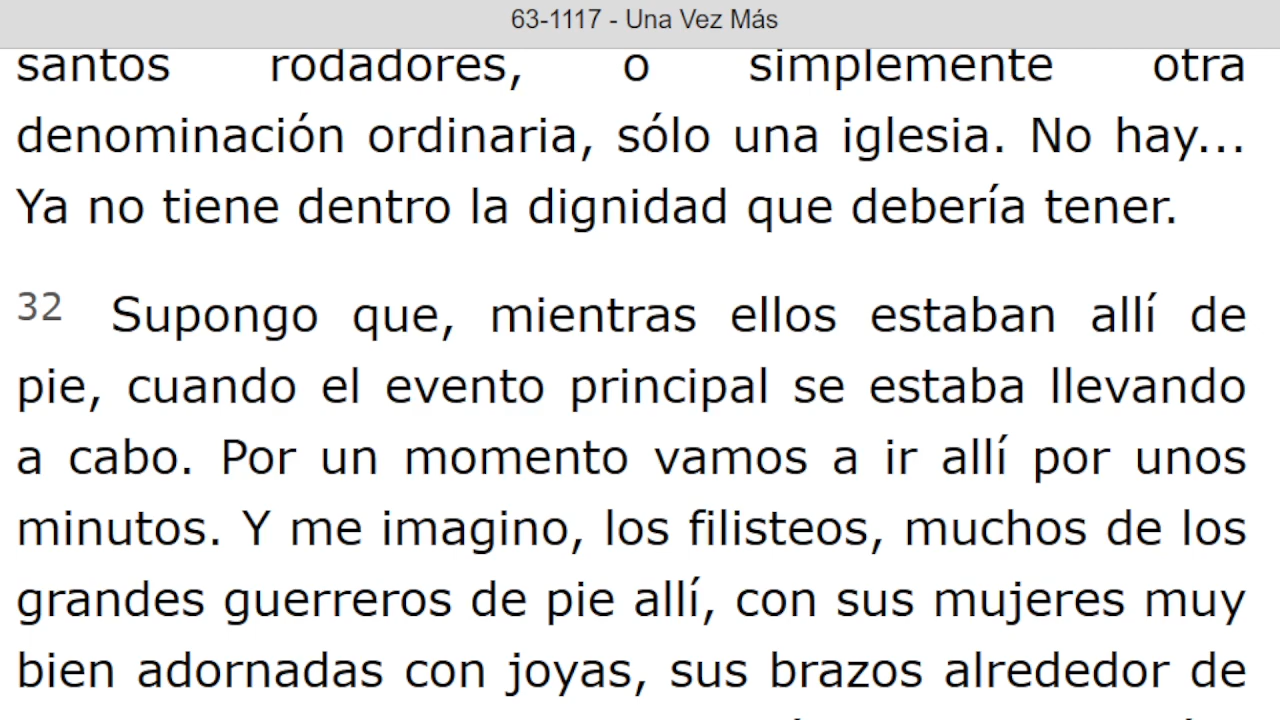 63-1117 - Una Vez Más
santos rodadores, o simplemente otra
denominación ordinaria, sólo una iglesia. No hay...
Ya no tiene dentro la dignidad que debería tener.
32 Supongo que, mientras ellos estaban allí de
pie, cuando el evento principal se estaba llevando
a cabo. Por un momento vamos a ir allí por unos
minutos. Y me imagino, los filisteos, muchos de los
grandes guerreros de pie allí, con sus mujeres muy
bien adornadas con joyas, sus brazos alrededor de